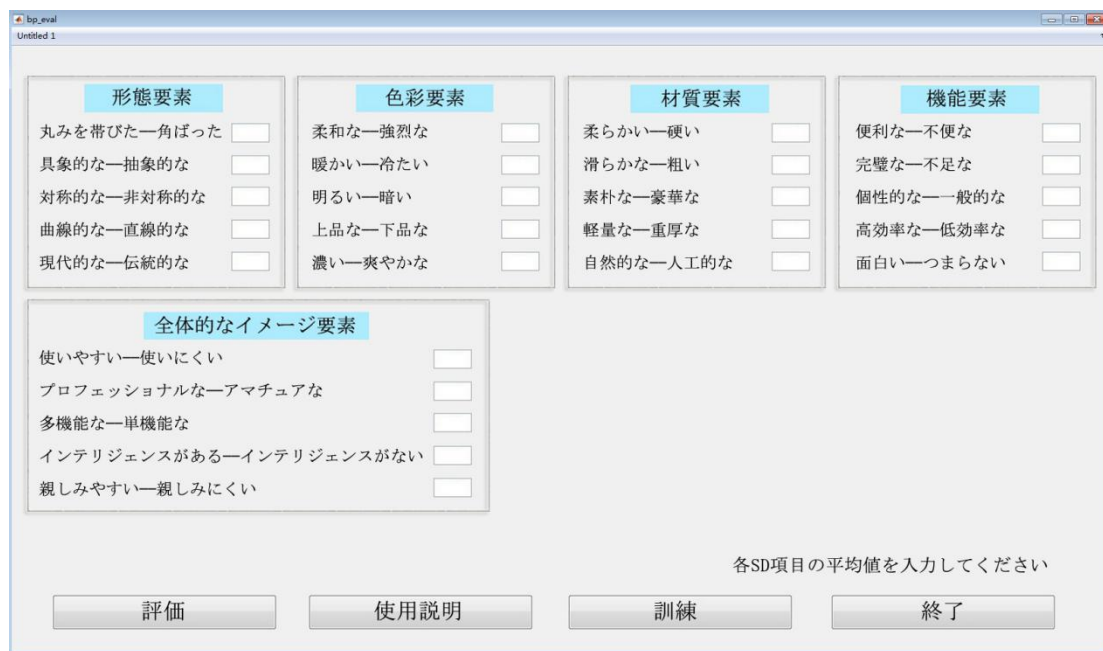 bp_eval
Untitled 1
形態要素
丸みを帯びた—角ばった
具象的な—抽象的な
対称的な—非対称的な
曲線的な—直線的な
現代的な—伝統的な
色彩要素
柔和な—強烈な
暖かい—冷たい
明るい—暗い
上品な—下品な
濃い—爽やかな
材質要素
柔らかい—硬い
滑らかな—粗い
素朴な—豪華な
軽量な—重厚な
自然的な—人工的な
機能要素
便利な—不便な
完璧な—不足な
個性的な—一般的な
高効率な—低効率な
面白い—つまらない
全体的なイメージ要素
使いやすい—使いにくい
プロフェッショナルな—アマチュアな
多機能な—単機能な
インテリジェンスがある—インテリジェンスがない
親しみやすい—親しみにくい
各SD項目の平均値を入力してください
評価
使用説明
訓練
終了